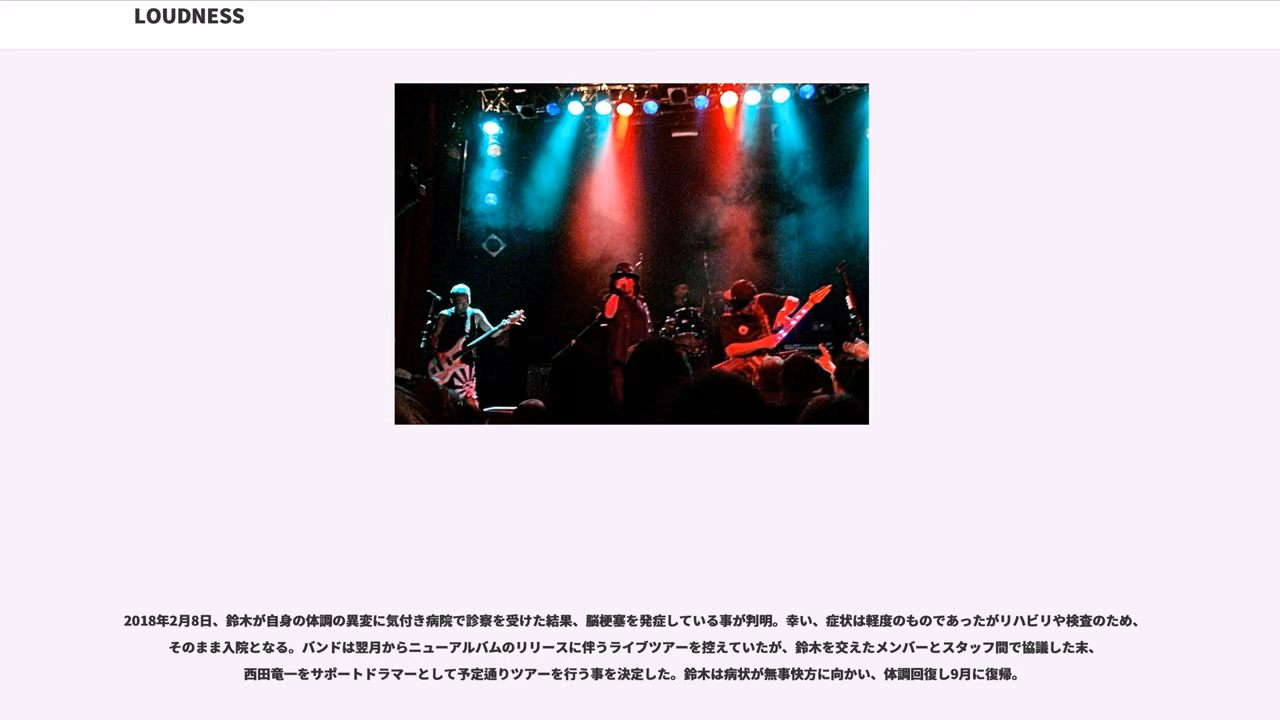 LOUDNESS
2018年2月8日、鈴木が自身の体調の異変に気付き病院で診察を受けた結果、脳梗塞を発症している事が判明。幸い、症状は軽度のものであったがリハビリや検査のため、
そのまま入院となる。バンドは翌月からニューアルバムのリリースに伴うライブツアーを控えていたが、鈴木を交えたメンバーとスタッフ間で協議した末、
西田竜一をサポートドラマーとして予定通りツアーを行う事を決定した。鈴木は病状が無事快方に向かい、体調回復し9月に復帰。